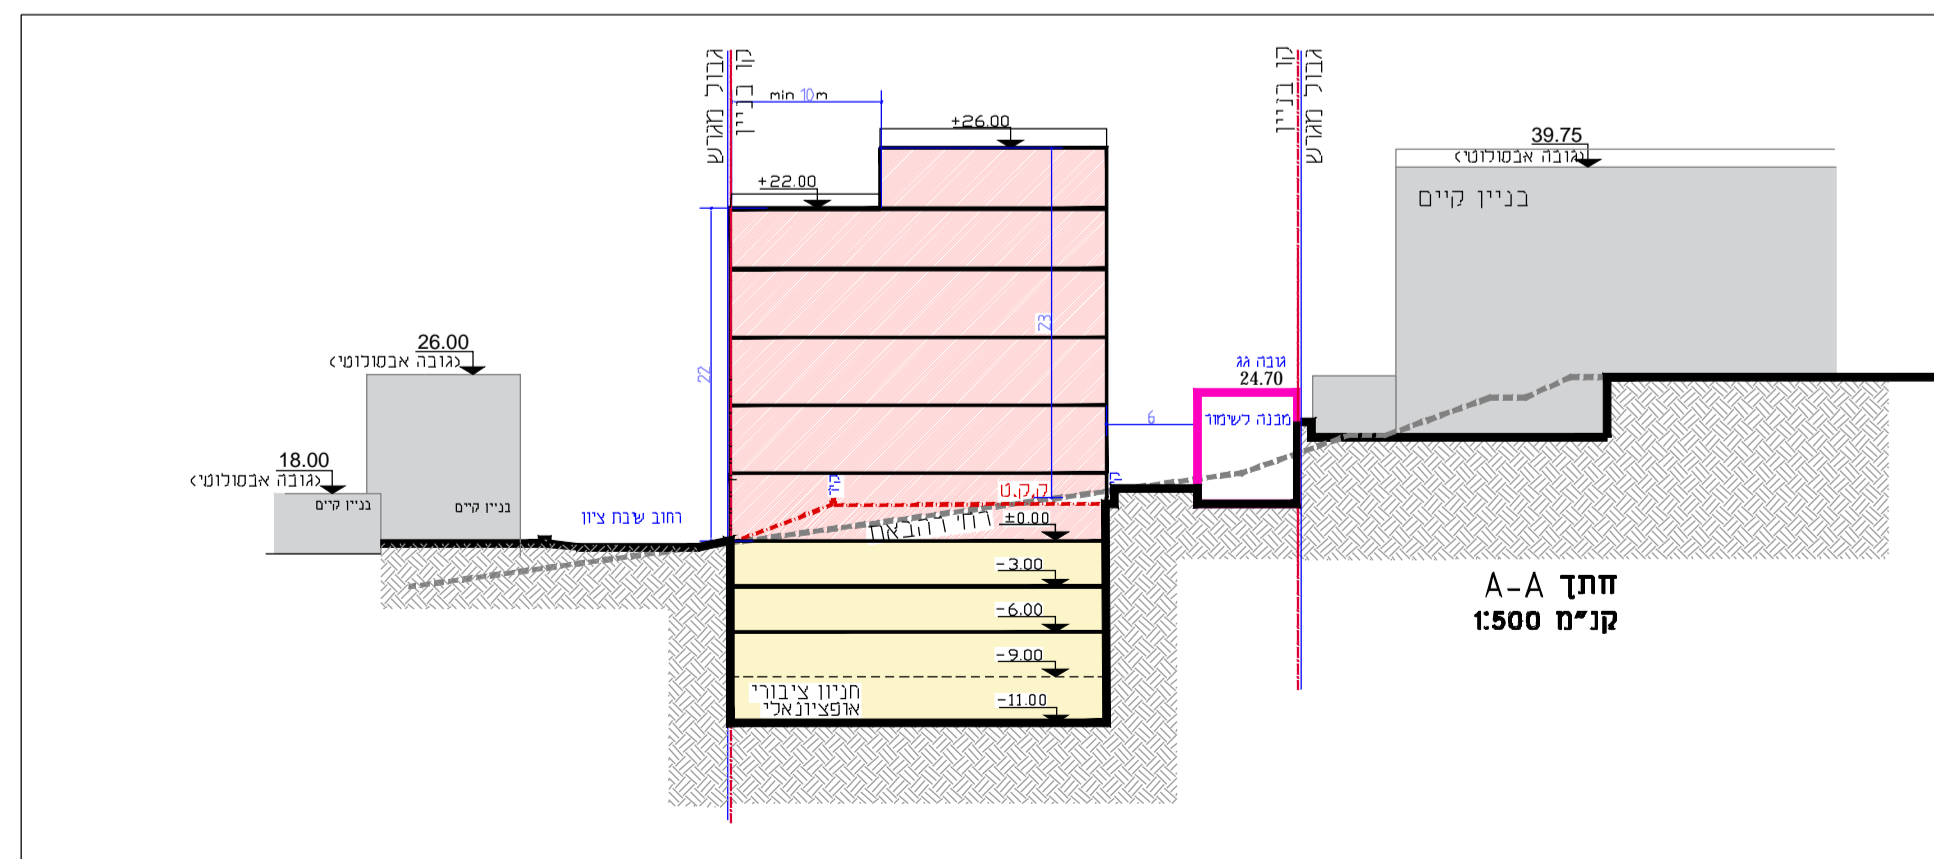 גבול מגרש
קו בניין
min 10m
קו בניין
גבול מגרש
+26.00
39.75
(גובה אבסולוטי)
+22.00
בניין קיים
23
26.00
(גובה אבסולוטי)
22
גובה גג
24.70
6
מבנה לשימור
18.00
(גובה אבסולוטי)
בניין קיים
בניין קיים
רחוב שיבת ציון
קיר
ק.ק.ט
±0.00
-3.00
-6.00
-9.00
-11.00
חניון ציבורי
אופציונאלי
חתך A-A
קנ"מ 1:500